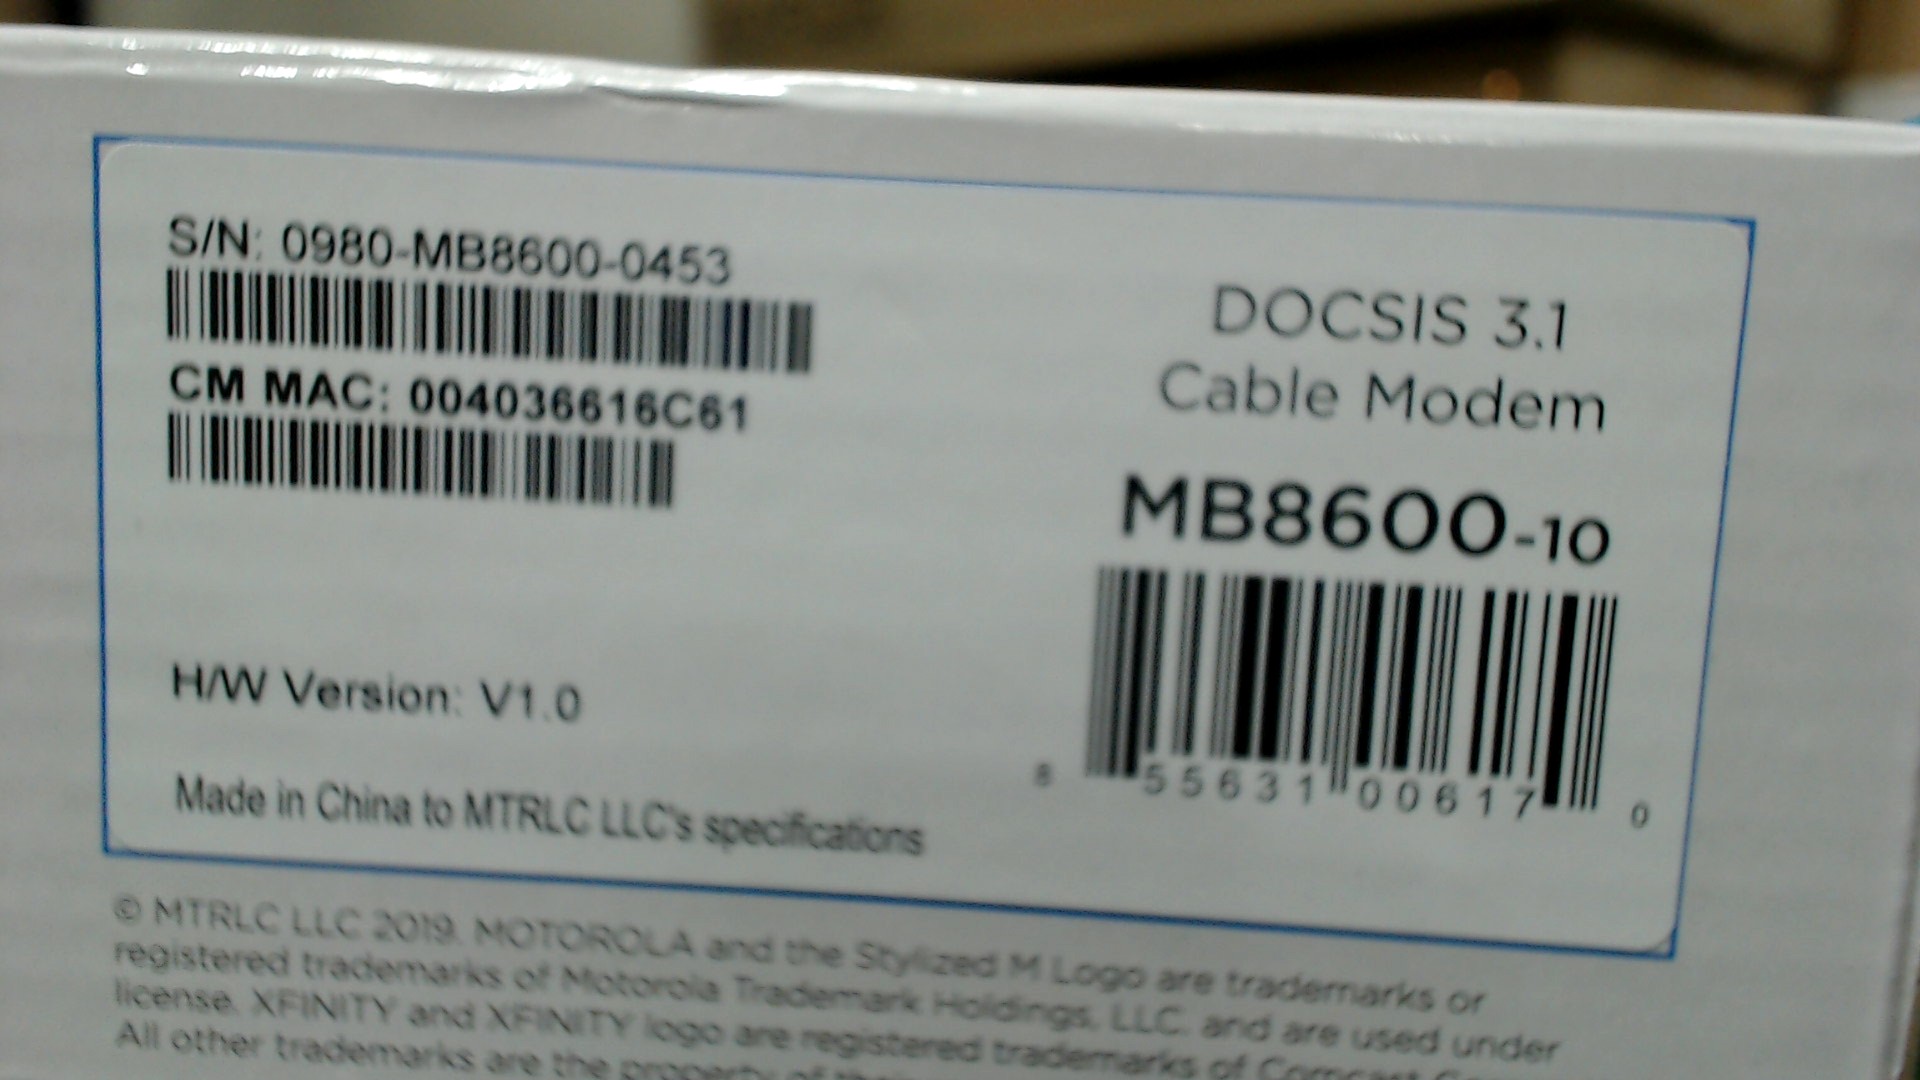 S/N: 0980-MB8600-0453
CM MAC: 004036616C61
H/W Version: V1.0
Made in China to MTRLC LLC's specifications
DOCSIS 3.1
Cable Modem
MB8600-10
8 55631 00617 0
© MTRLC LLC 2019. MOTOROLA and the Stylized M Logo are trademarks or
registered trademarks of Motorola Trademark Holdings, LLC. and are used under
license. XFINITY and XFINITY logo are registered trademarks of Comcast
All other trademarks are the property of